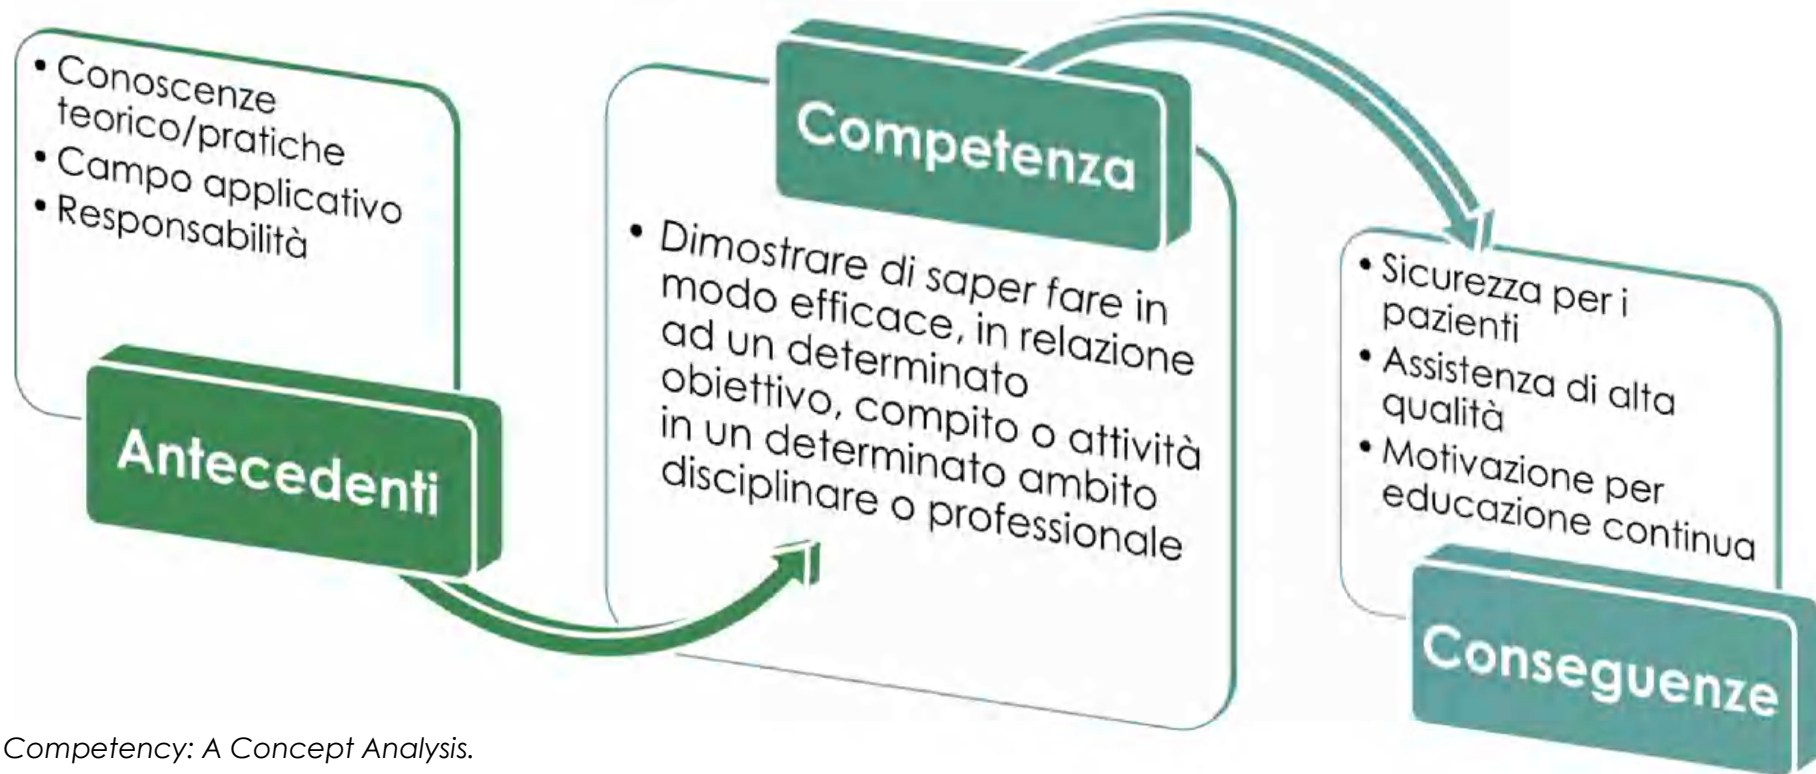 • Conoscenze
teorico/pratiche
• Campo applicativo
• Responsabilità
Antecedenti
Competenza
• Dimostrare di saper fare in
modo efficace, in relazione
ad un determinato
obiettivo, compito o attività
in un determinato ambito
disciplinare o professionale
• Sicurezza per i
pazienti
• Assistenza di alta
qualità
• Motivazione per
educazione continua
Conseguenze
Competency: A Concept Analysis.